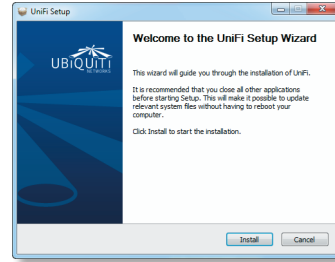 UniFi Setup
Welcome to the UniFi Setup Wizard
UBiQUiTi
NETWORKS
This wizard will guide you through the installation of UniFi.
It is recommended that you close all other applications
before starting Setup. This will make it possible to update
relevant system files without having to reboot your
computer.
Click Install to start the installation.
Install
Cancel